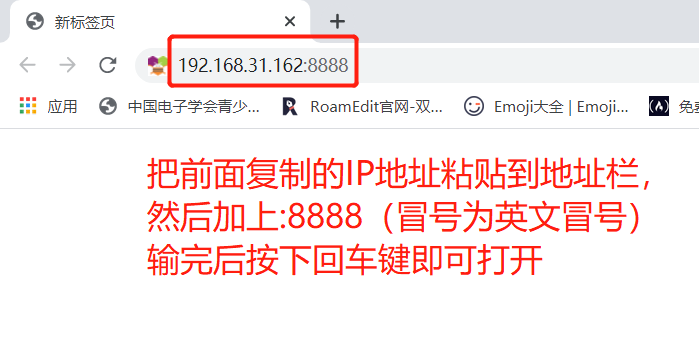 新标签页
192.168.31.162:8888
应用
中国电子学会青少...
RoamEdit官网-双...
Emoji大全 | Emoji...
免费
把前面复制的IP地址粘贴到地址栏，
然后加上:8888（冒号为英文冒号）
输完后按下回车键即可打开